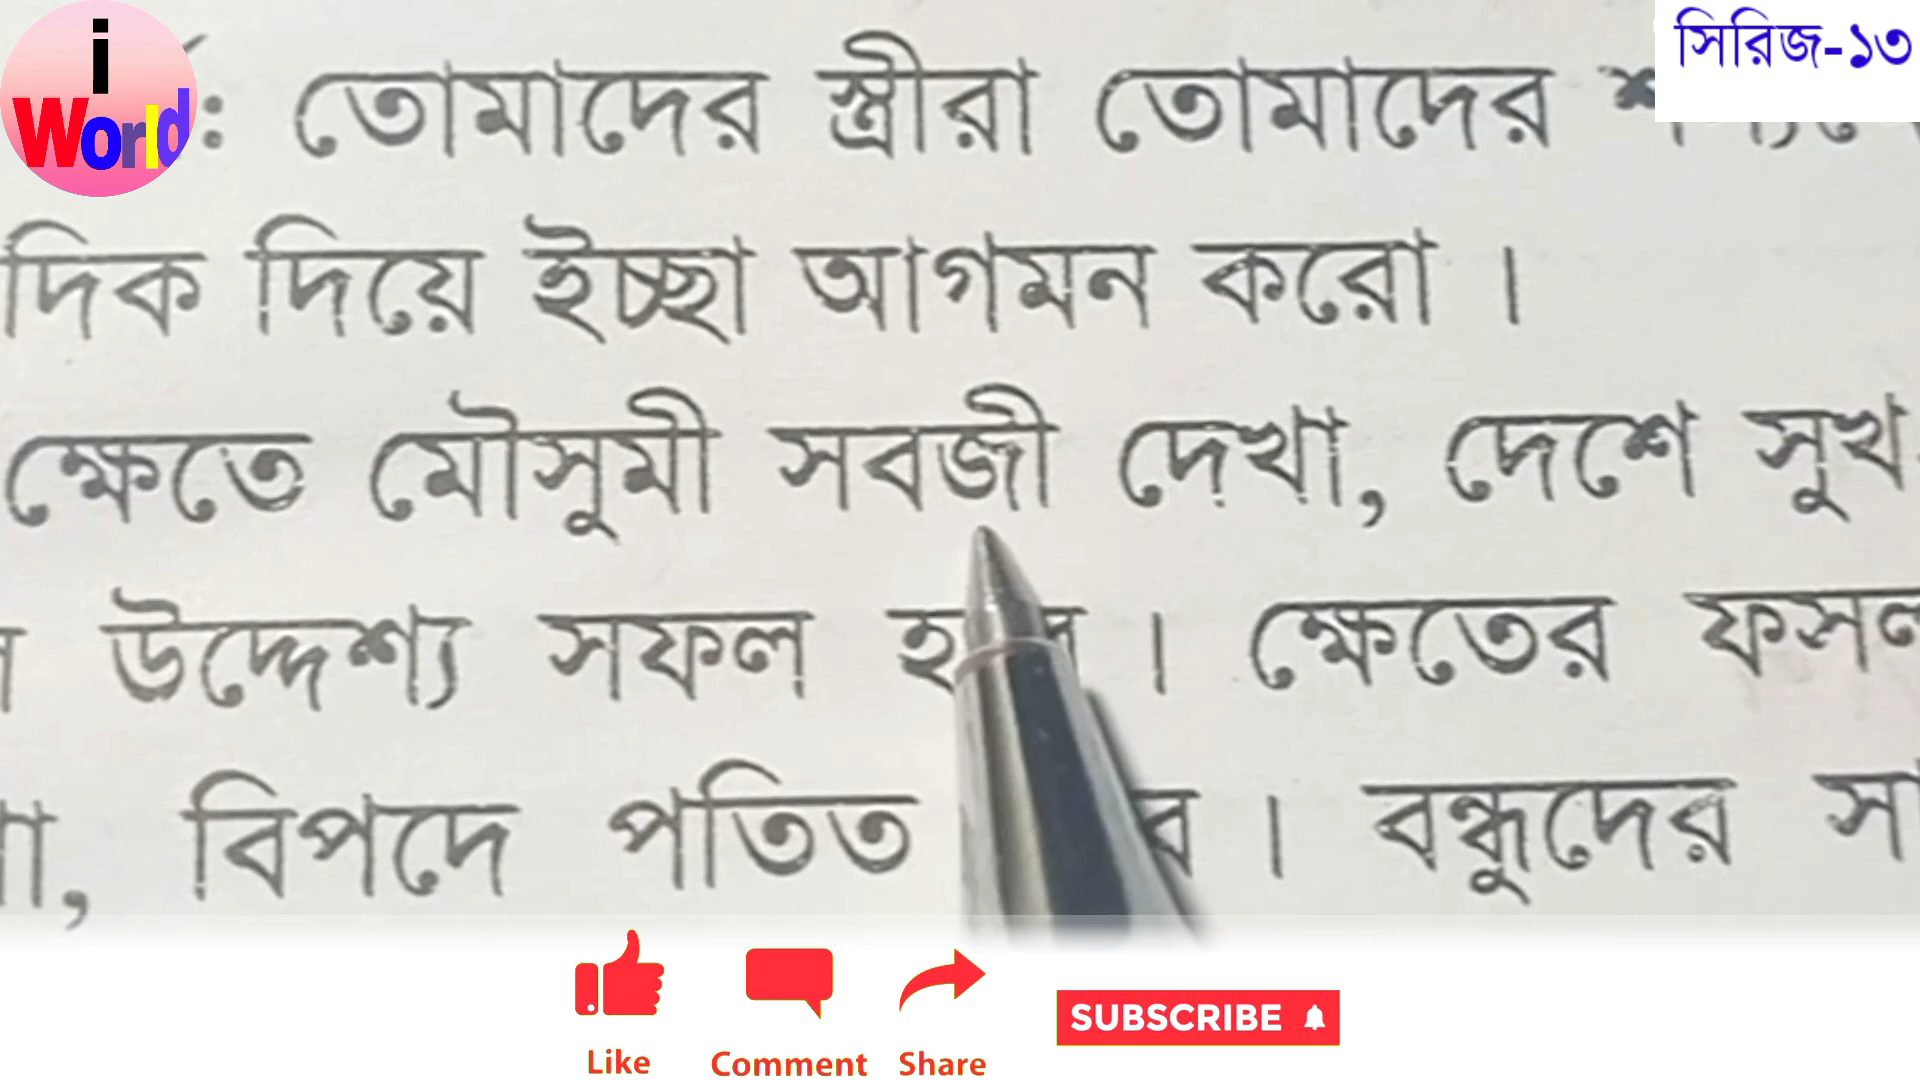 i
World
সিরিজ-১৩
: তোমাদের স্ত্রীরা তোমাদের
দিক দিয়ে ইচ্ছা আগমন করো ।
ক্ষেতে মৌসুমী সবজী দেখা, দেশে সুখ
উদ্দেশ্য সফল । ক্ষেতের ফসল
বিপদে পতিত । বন্ধুদের
Like
Comment
Share
SUBSCRIBE